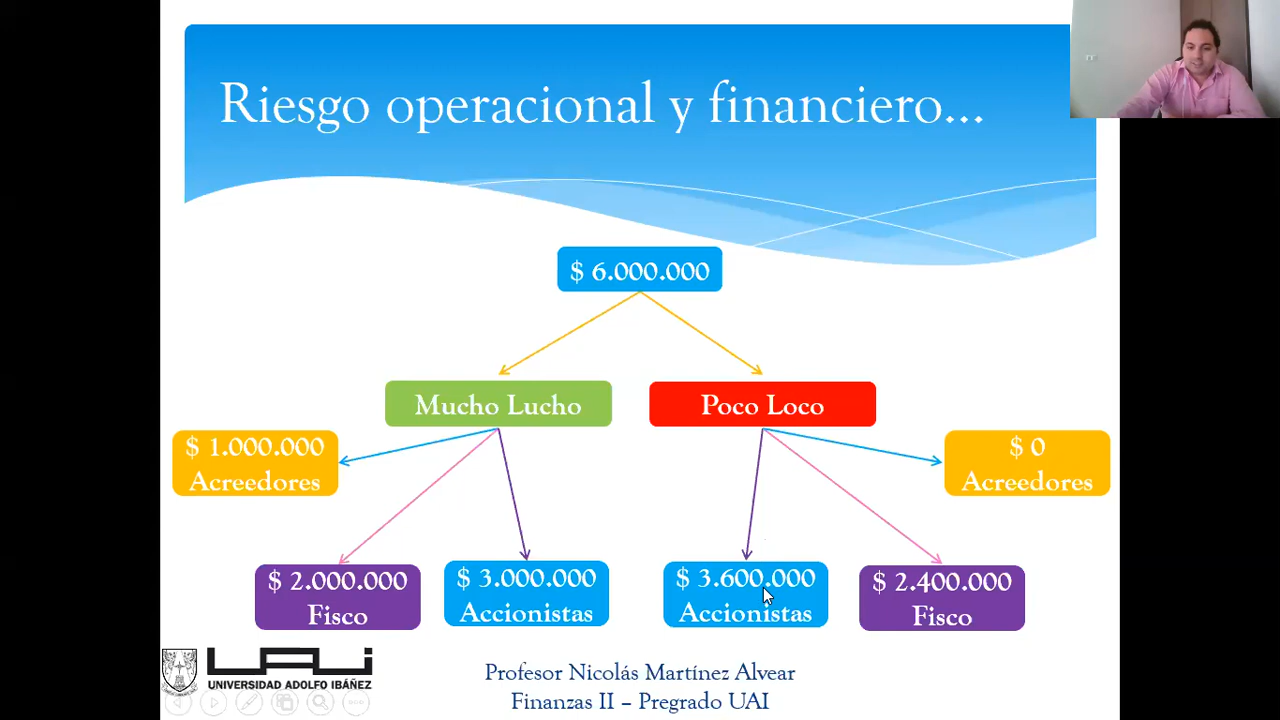 Riesgo operacional y financiero...
$ 6.000.000
Mucho Lucho
Poco Loco
$ 1.000.000
Acreedores
$ 0
Acreedores
$ 2.000.000
Fisco
$ 3.000.000
Accionistas
$ 3.600.000
Accionistas
$ 2.400.000
Fisco
UAI
UNIVERSIDAD ADOLFO IBÁÑEZ
Profesor Nicolás Martínez Alvear
Finanzas II – Pregrado UAI